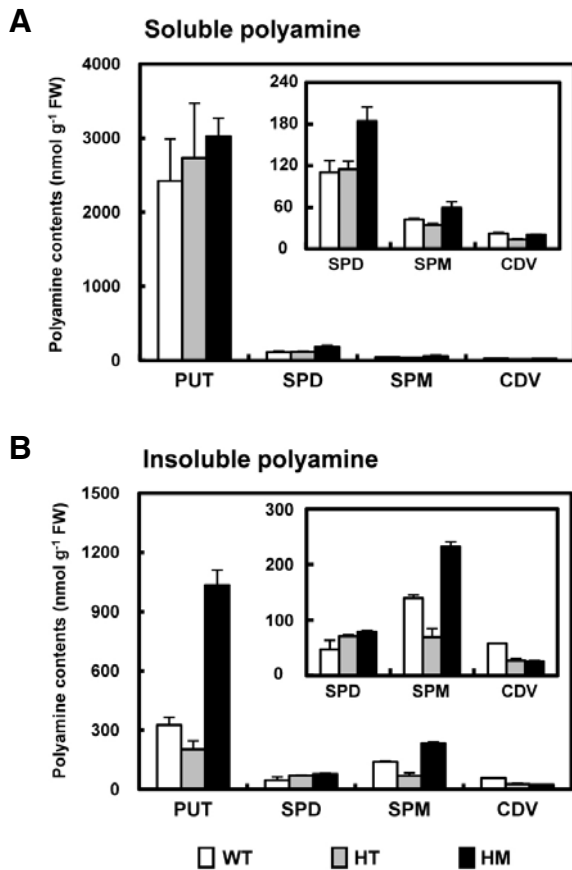 A
Soluble polyamine
Polyamine contents (nmol g⁻¹ FW)
4000
3000
2000
1000
0
240
180
120
60
0
SPD SPM CDV
PUT SPD SPM CDV
B
Insoluble polyamine
Polyamine contents (nmol g⁻¹ FW)
1500
1200
900
600
300
0
300
200
100
0
SPD SPM CDV
PUT SPD SPM CDV
WT HT HM